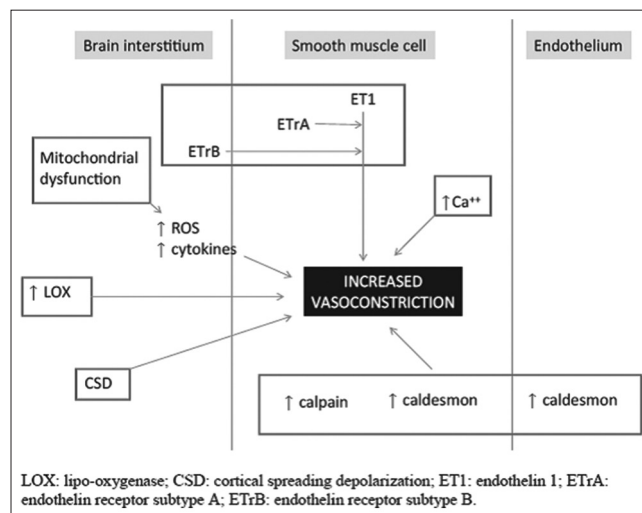 Brain interstitium
Smooth muscle cell
Endothelium
ET1
ETrA
ETrB
Mitochondrial
dysfunction
↑ ROS
↑ cytokines
↑ Ca⁺⁺
↑ LOX
INCREASED
VASOCONSTRICTION
CSD
↑ calpain
↑ caldesmon
↑ caldesmon
LOX: lipo-oxygenase; CSD: cortical spreading depolarization; ET1: endothelin 1; ETrA:
endothelin receptor subtype A; ETrB: endothelin receptor subtype B.